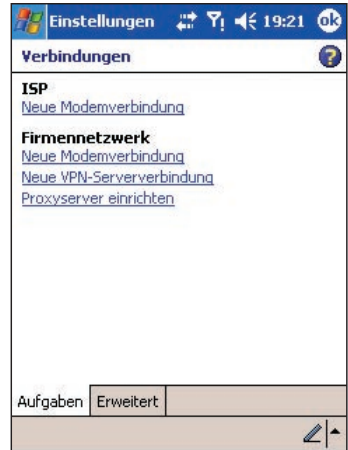 Einstellungen 19:21 ok
Verbindungen ?
ISP
Neue Modemverbindung
Firmennetzwerk
Neue Modemverbindung
Neue VPN-Serververbindung
Proxyserver einrichten
Aufgaben Erweitert